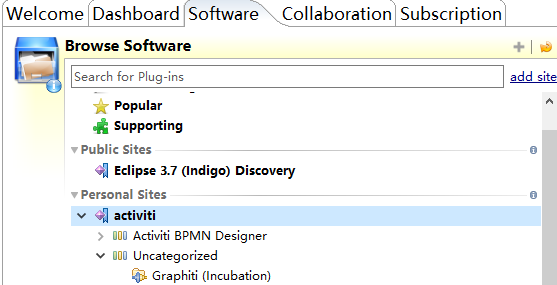 Welcome Dashboard Software Collaboration Subscription
Browse Software
Search for Plug-ins
add site
Popular
Supporting
Public Sites
Eclipse 3.7 (Indigo) Discovery
Personal Sites
activiti
Activiti BPMN Designer
Uncategorized
Graphiti (Incubation)